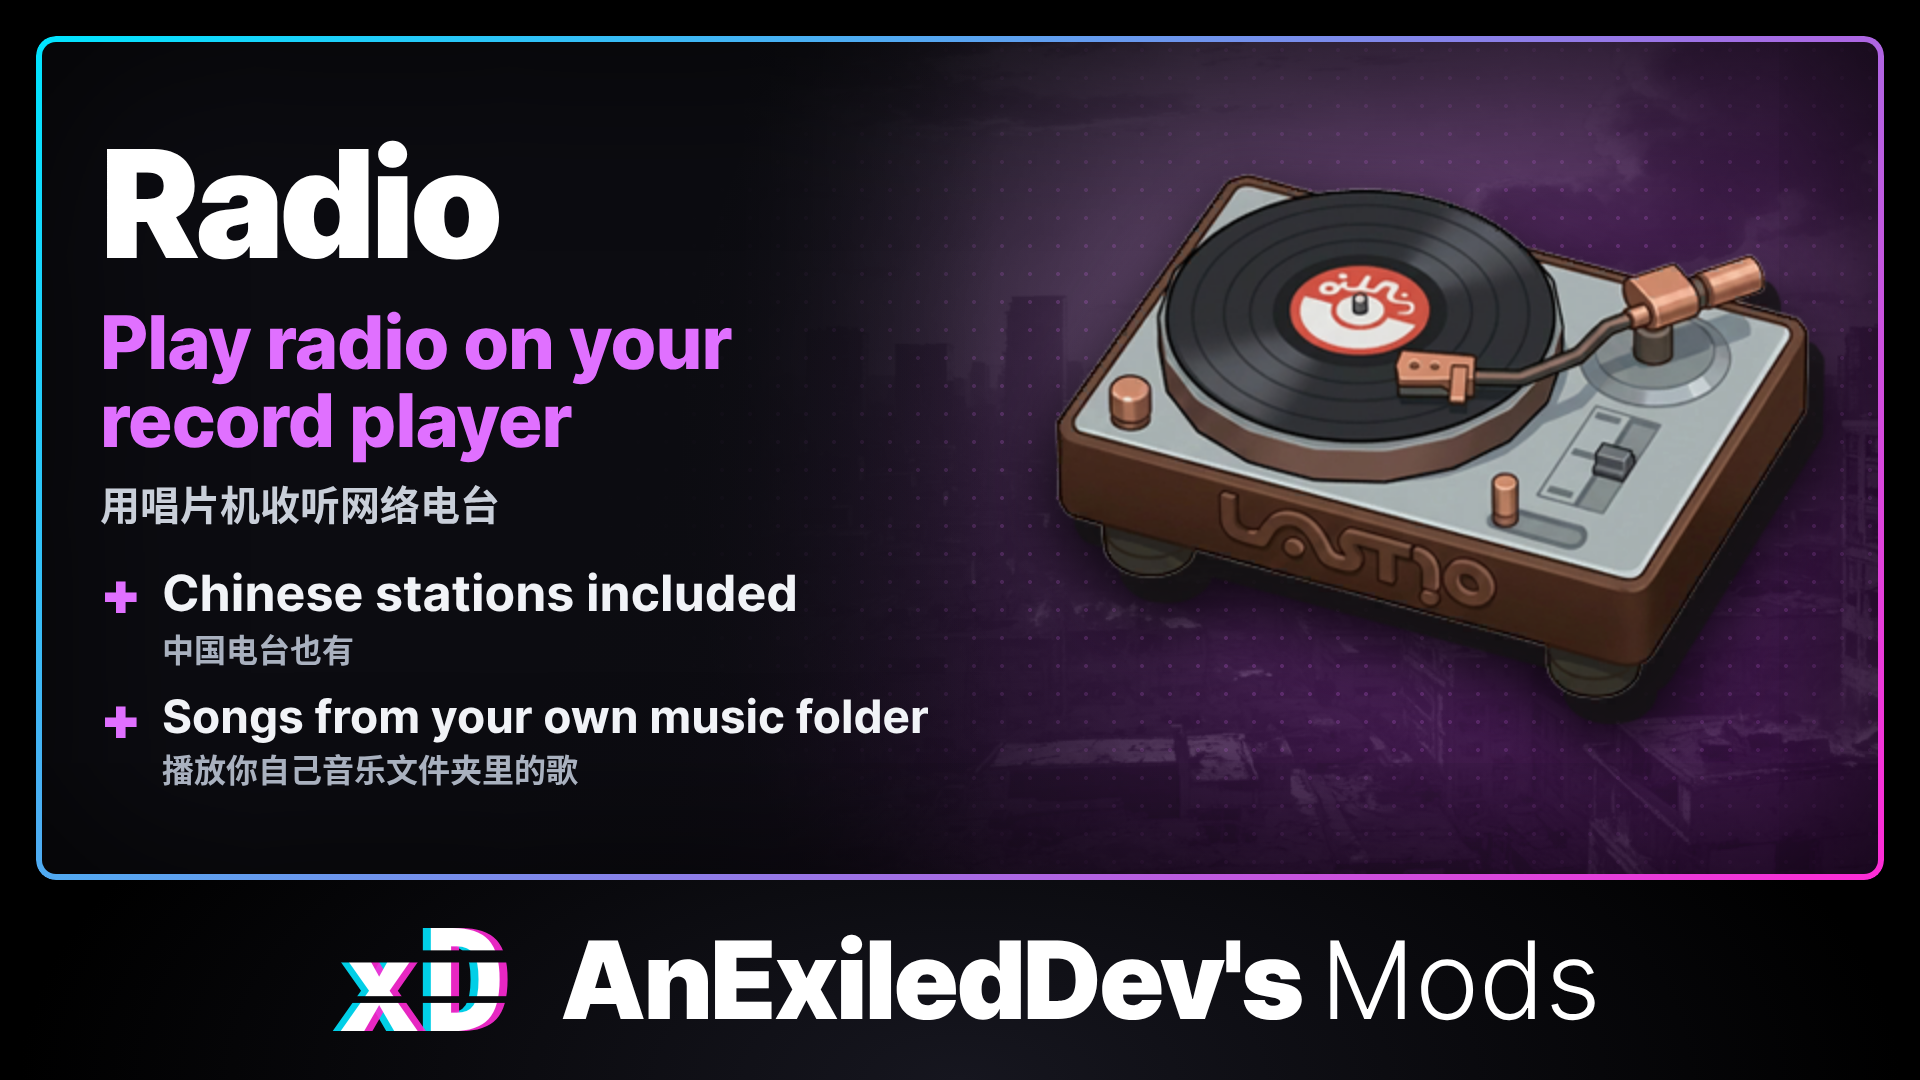 Radio
Play radio on your
record player
用唱片机收听网络电台
+ Chinese stations included
中国电台也有
+ Songs from your own music folder
播放你自己音乐文件夹里的歌
xD AnExiledDev's Mods